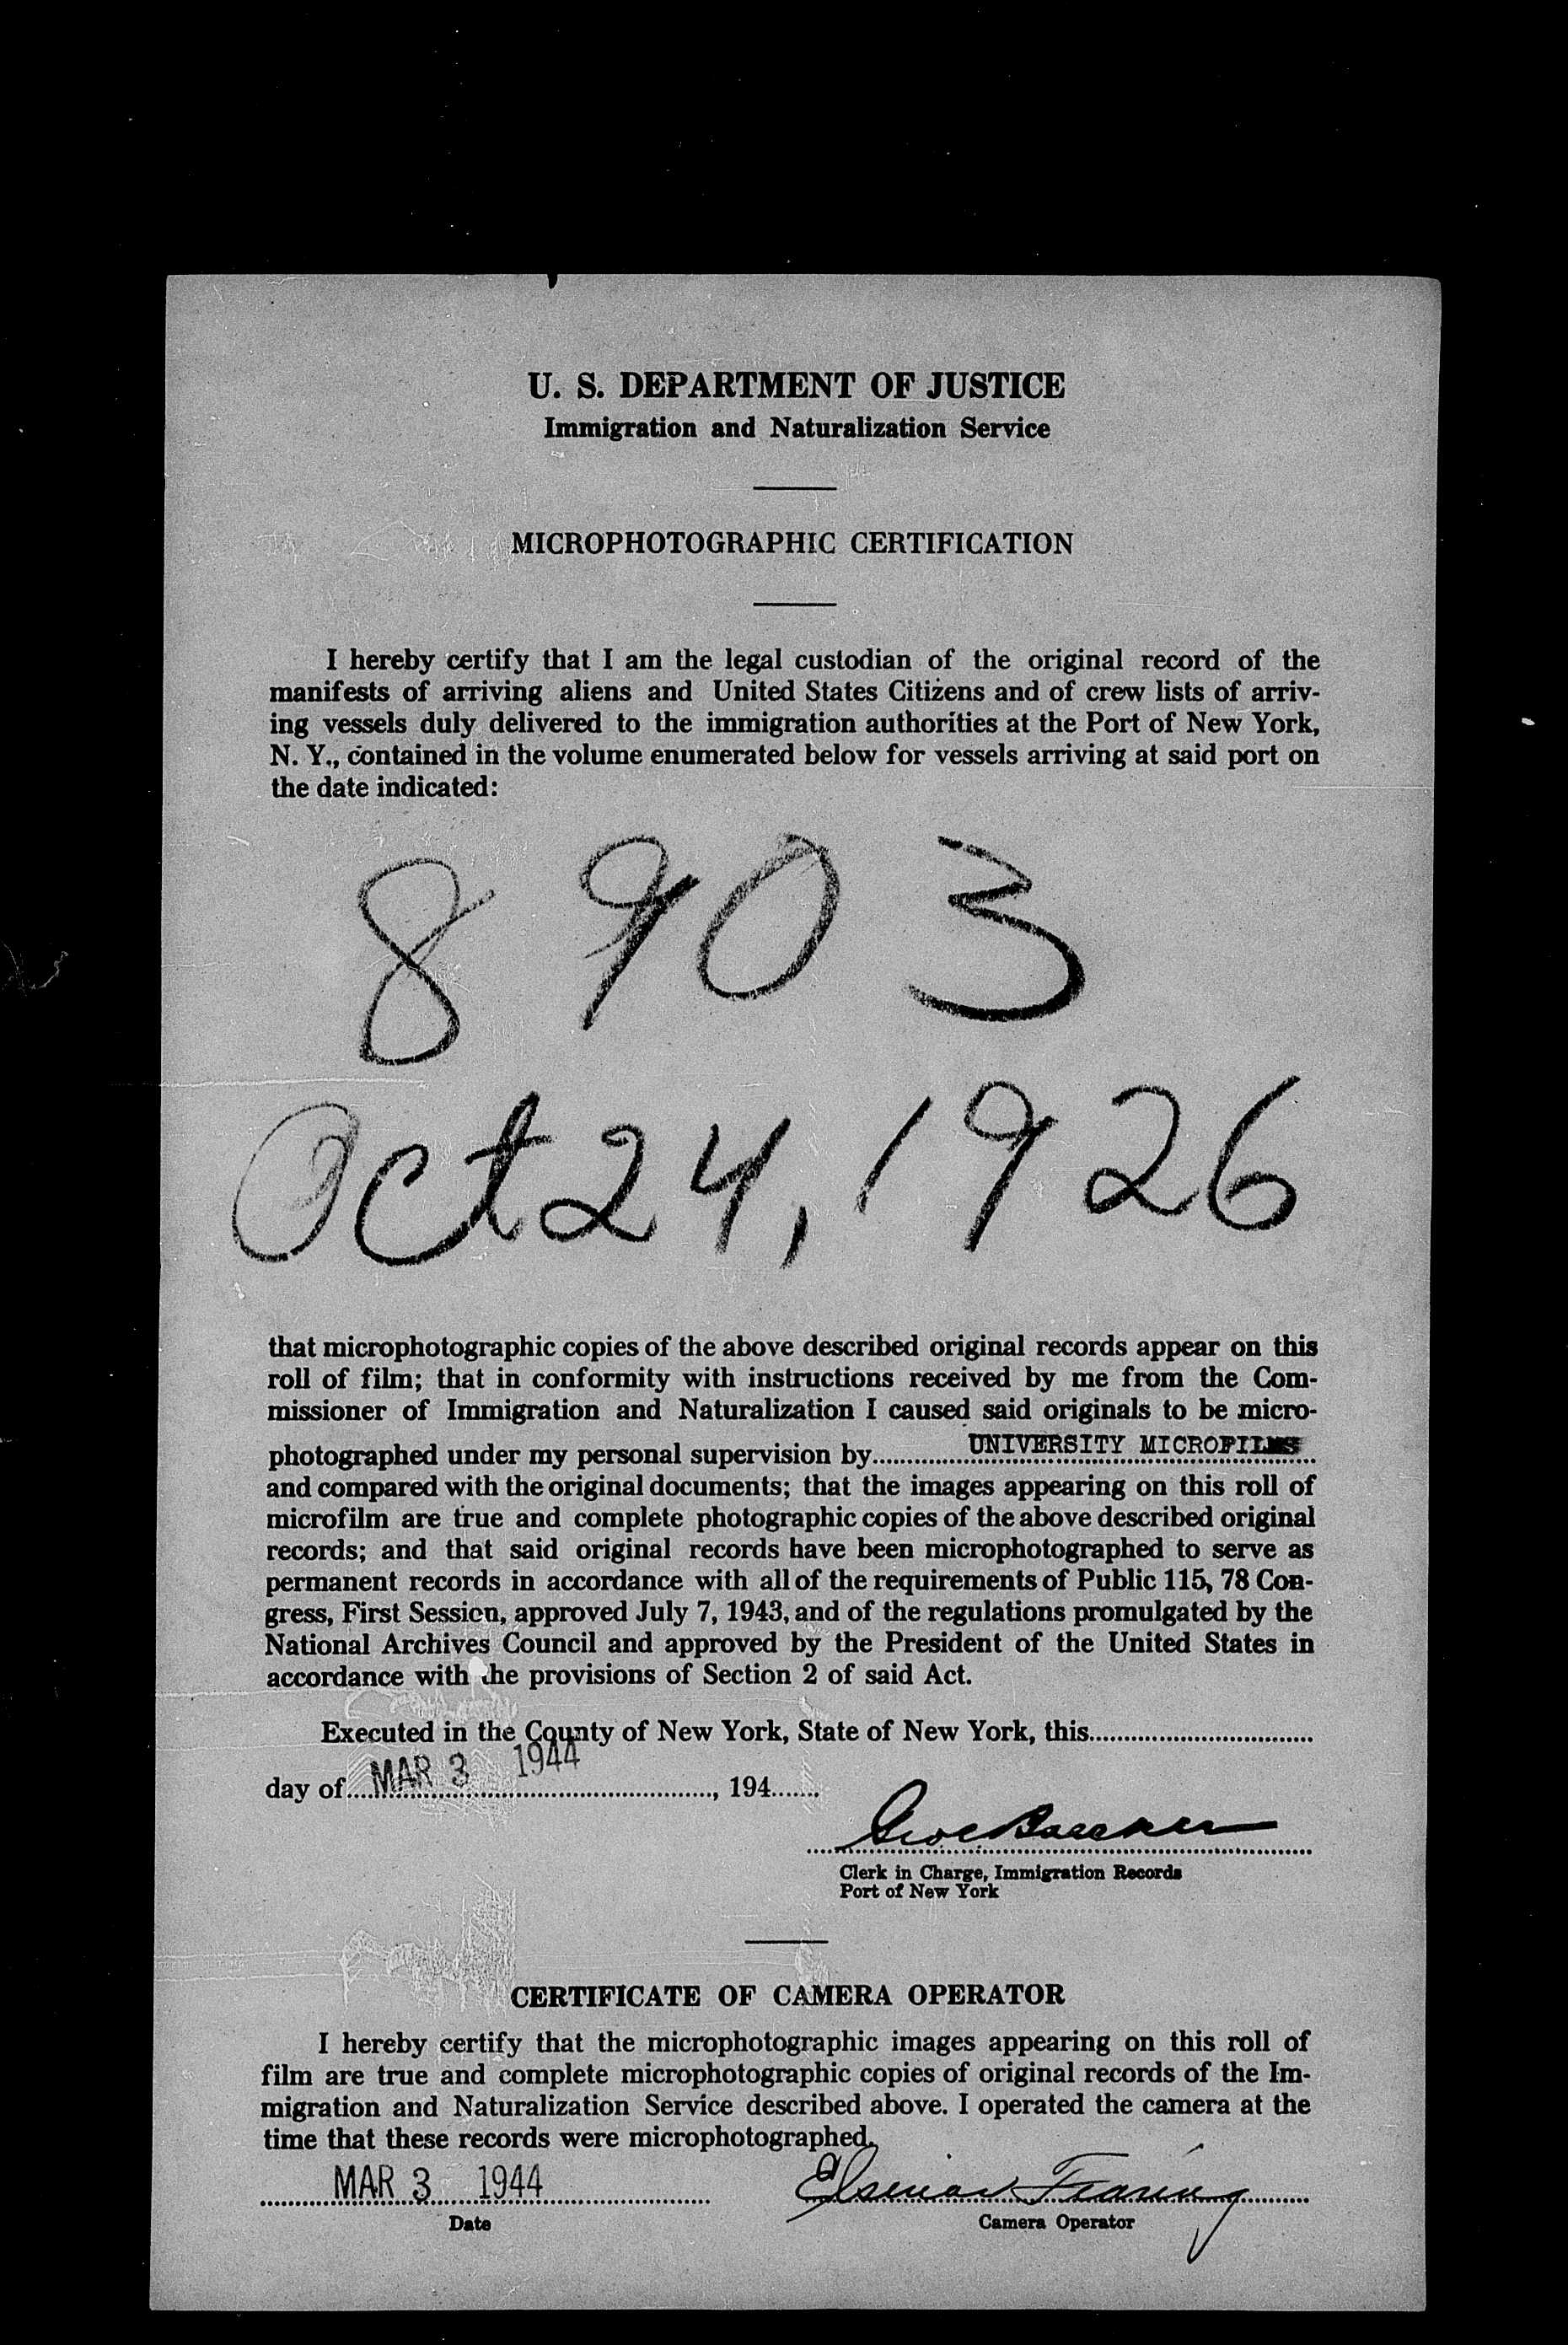 U. S. DEPARTMENT OF JUSTICE
Immigration and Naturalization Service
MICROPHOTOGRAPHIC CERTIFICATION
I hereby certify that I am the legal custodian of the original record of the
manifests of arriving aliens and United States Citizens and of crew lists of arriv-
ing vessels duly delivered to the immigration authorities at the Port of New York,
N. Y., contained in the volume enumerated below for vessels arriving at said port on
the date indicated:
8903
Oct 24, 1926
that microphotographic copies of the above described original records appear on this
roll of film; that in conformity with instructions received by me from the Com-
missioner of Immigration and Naturalization I caused said originals to be micro-
photographed under my personal supervision by UNIVERSITY MICROFILMS
and compared with the original documents; that the images appearing on this roll of
microfilm are true and complete photographic copies of the above described original
records; and that said original records have been microphotographed to serve as
permanent records in accordance with all of the requirements of Public 115, 78 Con-
gress, First Session, approved July 7, 1943, and of the regulations promulgated by the
National Archives Council and approved by the President of the United States in
accordance with the provisions of Section 2 of said Act.
Executed in the County of New York, State of New York, this
day of MAR 3 1944, 194
Clerk in Charge, Immigration Records
Port of New York
CERTIFICATE OF CAMERA OPERATOR
I hereby certify that the microphotographic images appearing on this roll of
film are true and complete microphotographic copies of original records of the Im-
migration and Naturalization Service described above. I operated the camera at the
time that these records were microphotographed.
MAR 3 1944
Date
Camera Operator